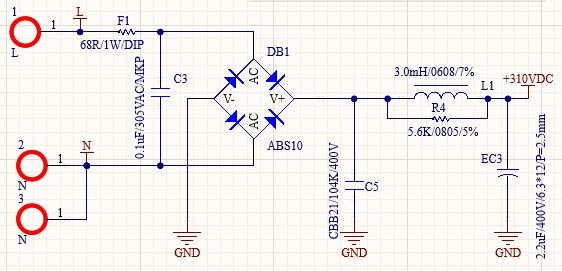 1
L
1
L
F1
68R/1W/DIP
C3
0.1uF/305VAC/MKP
DB1
AC
V-
V+
AC
ABS10
3.0mH/0608/7%
L1
+310VDC
R4
5.6K/0805/5%
CBB21/104K/400V
C5
EC3
2.2uF/400V/6.3*12/P=2.5mm
2
N
1
N
3
N
1
GND
GND
GND